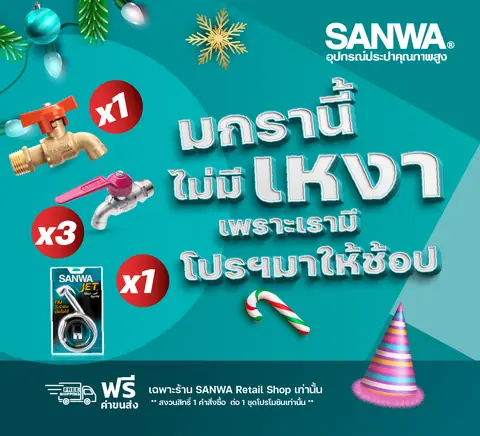 SANWA®
อุปกรณ์ประปาคุณภาพสูง
x1
มกรานี้
ไม่มี เหงา
เพราะเรามี
โปรฯมาให้ช้อป
x3
x1
SANWA
JET
FREE SHIPPING
ฟรี
ค่าขนส่ง
เฉพาะร้าน SANWA Retail Shop เท่านั้น
** สงวนสิทธิ์ 1 คำสั่งซื้อ ต่อ 1 ชุดโปรโมชันเท่านั้น **